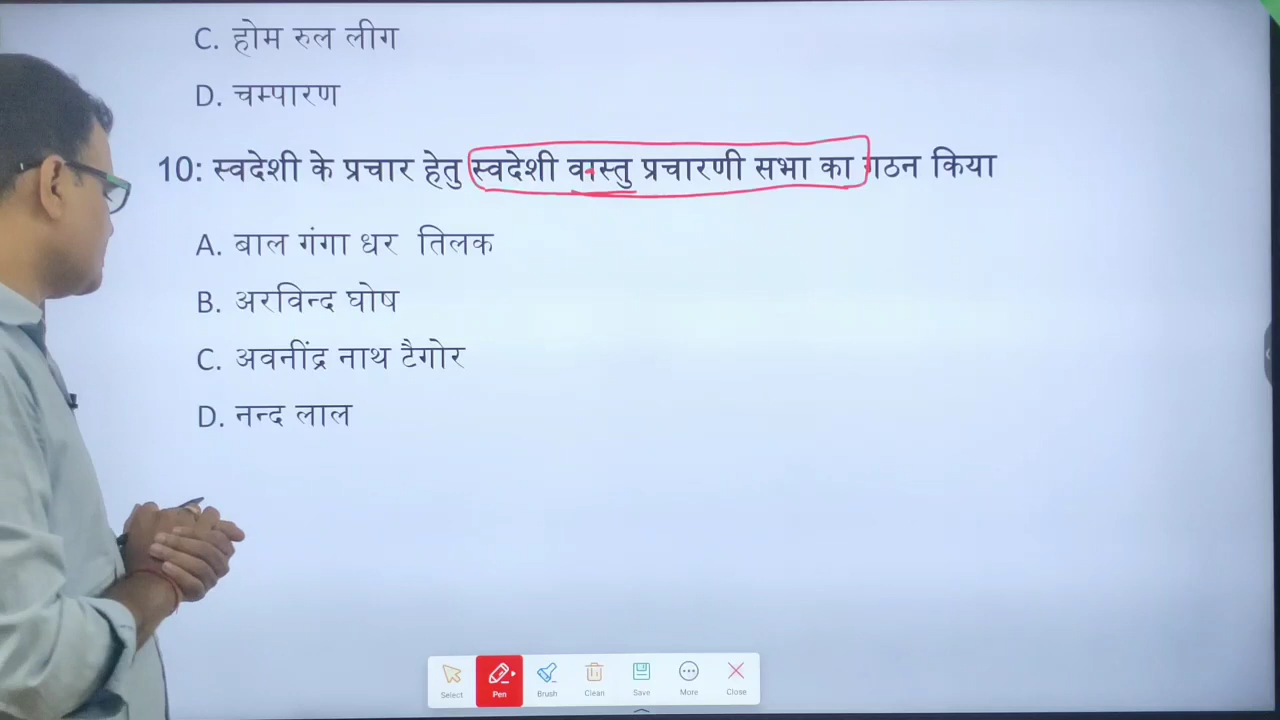 C. होम रुल लीग
D. चम्पारण
10: स्वदेशी के प्रचार हेतु स्वदेशी वास्तु प्रचारणी सभा का गठन किया
A. बाल गंगा धर तिलक
B. अरविन्द घोष
C. अवनींद्र नाथ टैगोर
D. नन्द लाल
Select Pen Brush Clean Save More Close